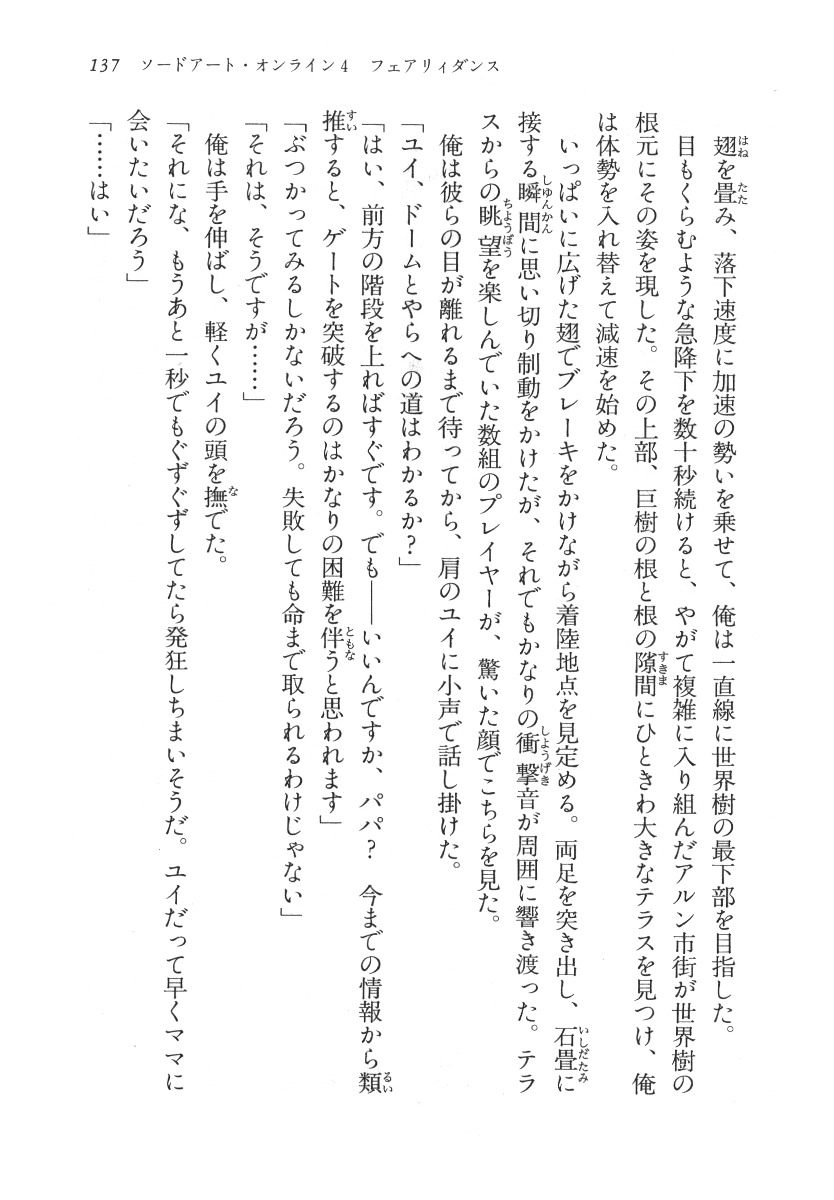 137 ソードアート・オンライン4 フェアリィダンス
翅を畳み、落下速度に加速の勢いを乗せて、俺は一直線に世界樹の最下部を目指した。
目もくらむような急降下を数十秒続けると、やがて複雑に入り組んだアルン市街が世界樹の
根元にその姿を現した。その上部、巨樹の根と根の隙間にひときわ大きなテラスを見つけ、俺
は体勢を入れ替えて減速を始めた。
いっぱいに広げた翅でブレーキをかけながら着陸地点を見定める。両足を突き出し、石畳に
接する瞬間に思い切り制動をかけたが、それでもかなりの衝撃音が周囲に響き渡った。テラ
スからの眺望を楽しんでいた数組のプレイヤーが、驚いた顔でこちらを見た。
俺は彼らの目が離れるまで待ってから、肩のユイに小声で話し掛けた。
「ユイ、ドームとやらへの道はわかるか?」
「はい、前方の階段を上ればすぐです。でも――いいんですか、パパ? 今までの情報から類
推すると、ゲートを突破するのはかなりの困難を伴うと思われます」
「ぶつかってみるしかないだろう。失敗しても命まで取られるわけじゃない」
「それは、そうですが……」
俺は手を伸ばし、軽くユイの頭を撫でた。
「それにな、もうあと一秒でもぐずぐずしてたら発狂しちまいそうだ。ユイだって早くママに
会いたいだろう」
「……はい」